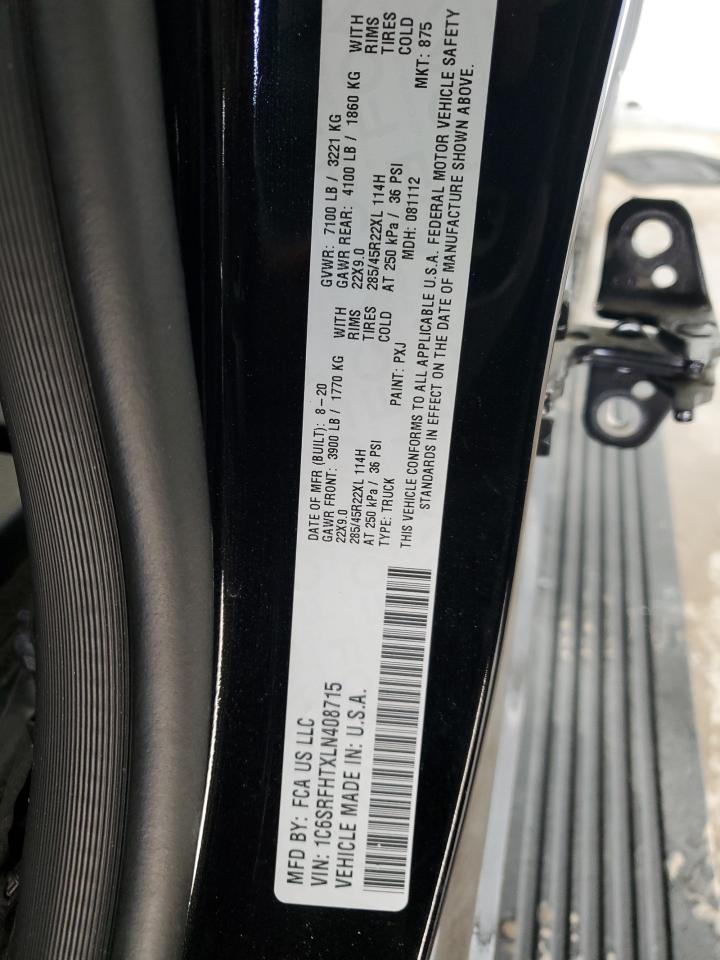 MFD BY: FCA US LLC
VIN: 1C6SRFHTXLN408715
VEHICLE MADE IN: U.S.A.
DATE OF MFR (BUILT): 8-20 GVWR: 7100 LB / 3221 KG
GAWR FRONT: 3900 LB / 1770 KG WITH GAWR REAR: 4100 LB / 1860 KG WITH
22X9.0 RIMS 22X9.0 RIMS
285/45R22XL 114H TIRES 285/45R22XL 114H TIRES
AT 250 kPa / 36 PSI COLD AT 250 kPa / 36 PSI COLD
TYPE: TRUCK PAINT: PXJ MDH: 081112 MKT: 875
THIS VEHICLE CONFORMS TO ALL APPLICABLE U.S.A. FEDERAL MOTOR VEHICLE SAFETY
STANDARDS IN EFFECT ON THE DATE OF MANUFACTURE SHOWN ABOVE.